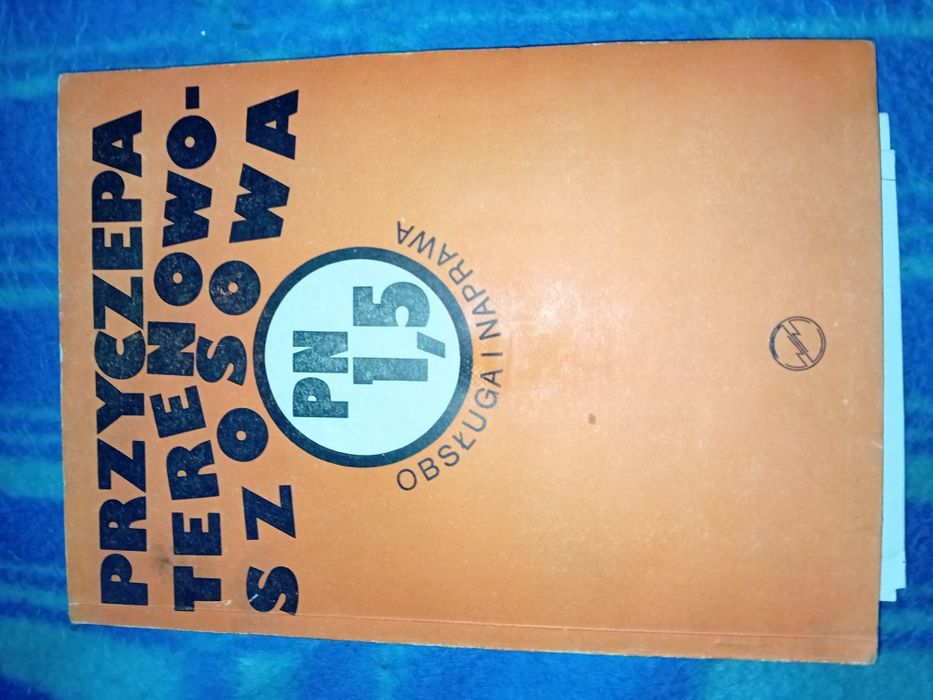 PRZYCZEPA
TERENOWO-
SZOSOWA
PN
1,5
OBSŁUGA I NAPRAWA